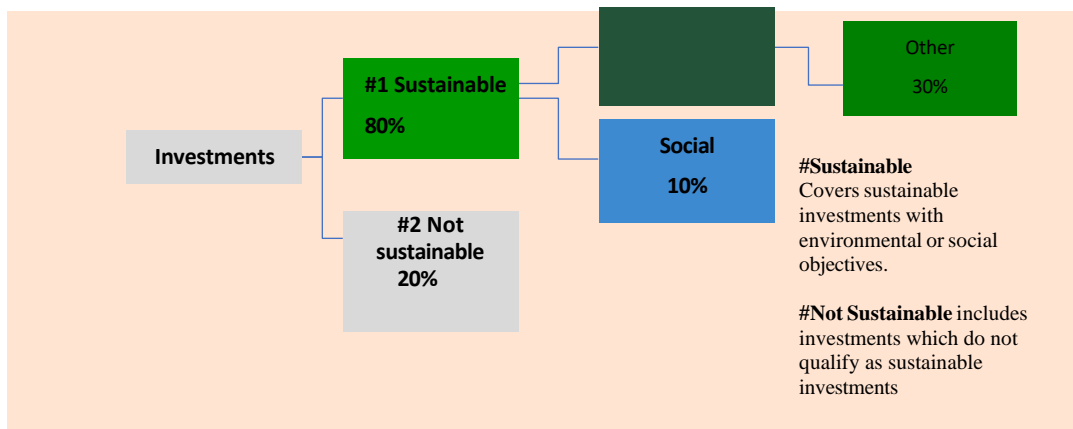 Investments
#1 Sustainable
80%
#2 Not
sustainable
20%
Social
10%
Other
30%
#Sustainable
Covers sustainable
investments with
environmental or social
objectives.
#Not Sustainable includes
investments which do not
qualify as sustainable
investments